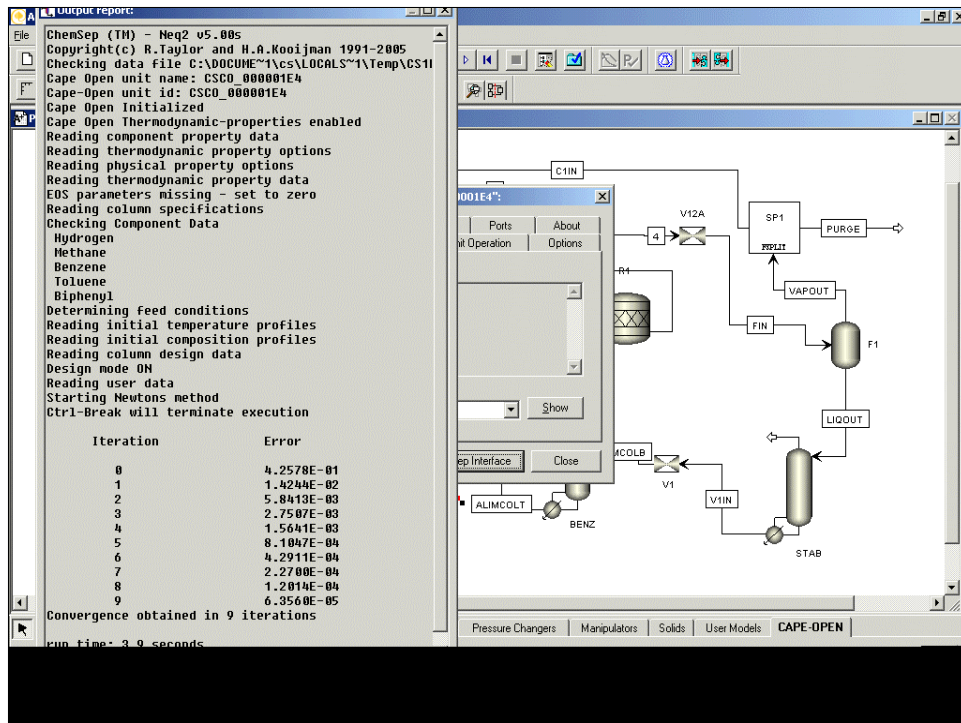 Output report:
ChemSep (TM) - Neq2 v5.00s
Copyright(c) R.Taylor and H.A.Kooijman 1991-2005
Checking data file C:\DOCUME~1\cs\LOCALS~1\Temp\CS1
Cape Open unit name: CSCO_000001E4
Cape-Open unit id: CSCO_000001E4
Cape Open Initialized
Cape Open Thermodynamic-properties enabled
Reading component property data
Reading thermodynamic property options
Reading physical property options
Reading thermodynamic property data
EOS parameters missing - set to zero
Reading column specifications
Checking Component Data
Hydrogen
Methane
Benzene
Toluene
Biphenyl
Determining feed conditions
Reading initial temperature profiles
Reading initial composition profiles
Reading column design data
Design mode ON
Reading user data
Starting Newtons method
Ctrl-Break will terminate execution
Iteration Error
0 4.2578E-01
1 1.4244E-02
2 5.8413E-03
3 2.7507E-03
4 1.5641E-03
5 8.1047E-04
6 4.2911E-04
7 2.2700E-04
8 1.2014E-04
9 6.3560E-05
Convergence obtained in 9 iterations
run time: 3.9 seconds
File
0001E4":
Ports About
nit Operation Options
Show
ep Interface Close
C1IN
4
V12A
SP1
FSPLIT
PURGE
R1
VAPOUT
FIN
F1
LIQOUT
MCOLB
V1
V1IN
ALIMCOLT
BENZ
STAB
Pressure Changers Manipulators Solids User Models CAPE-OPEN